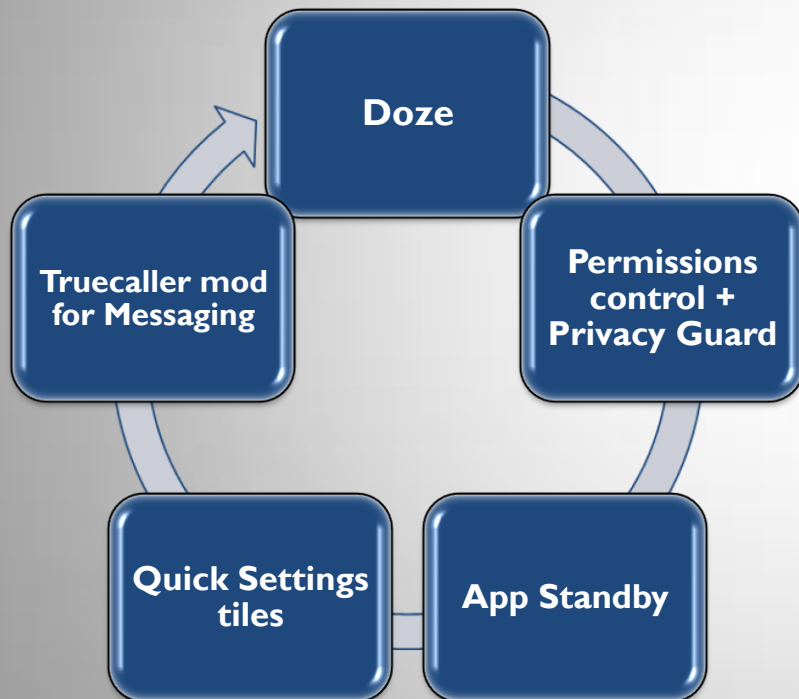 Doze
Permissions
control +
Privacy Guard
App Standby
Quick Settings
tiles
Truecaller mod
for Messaging